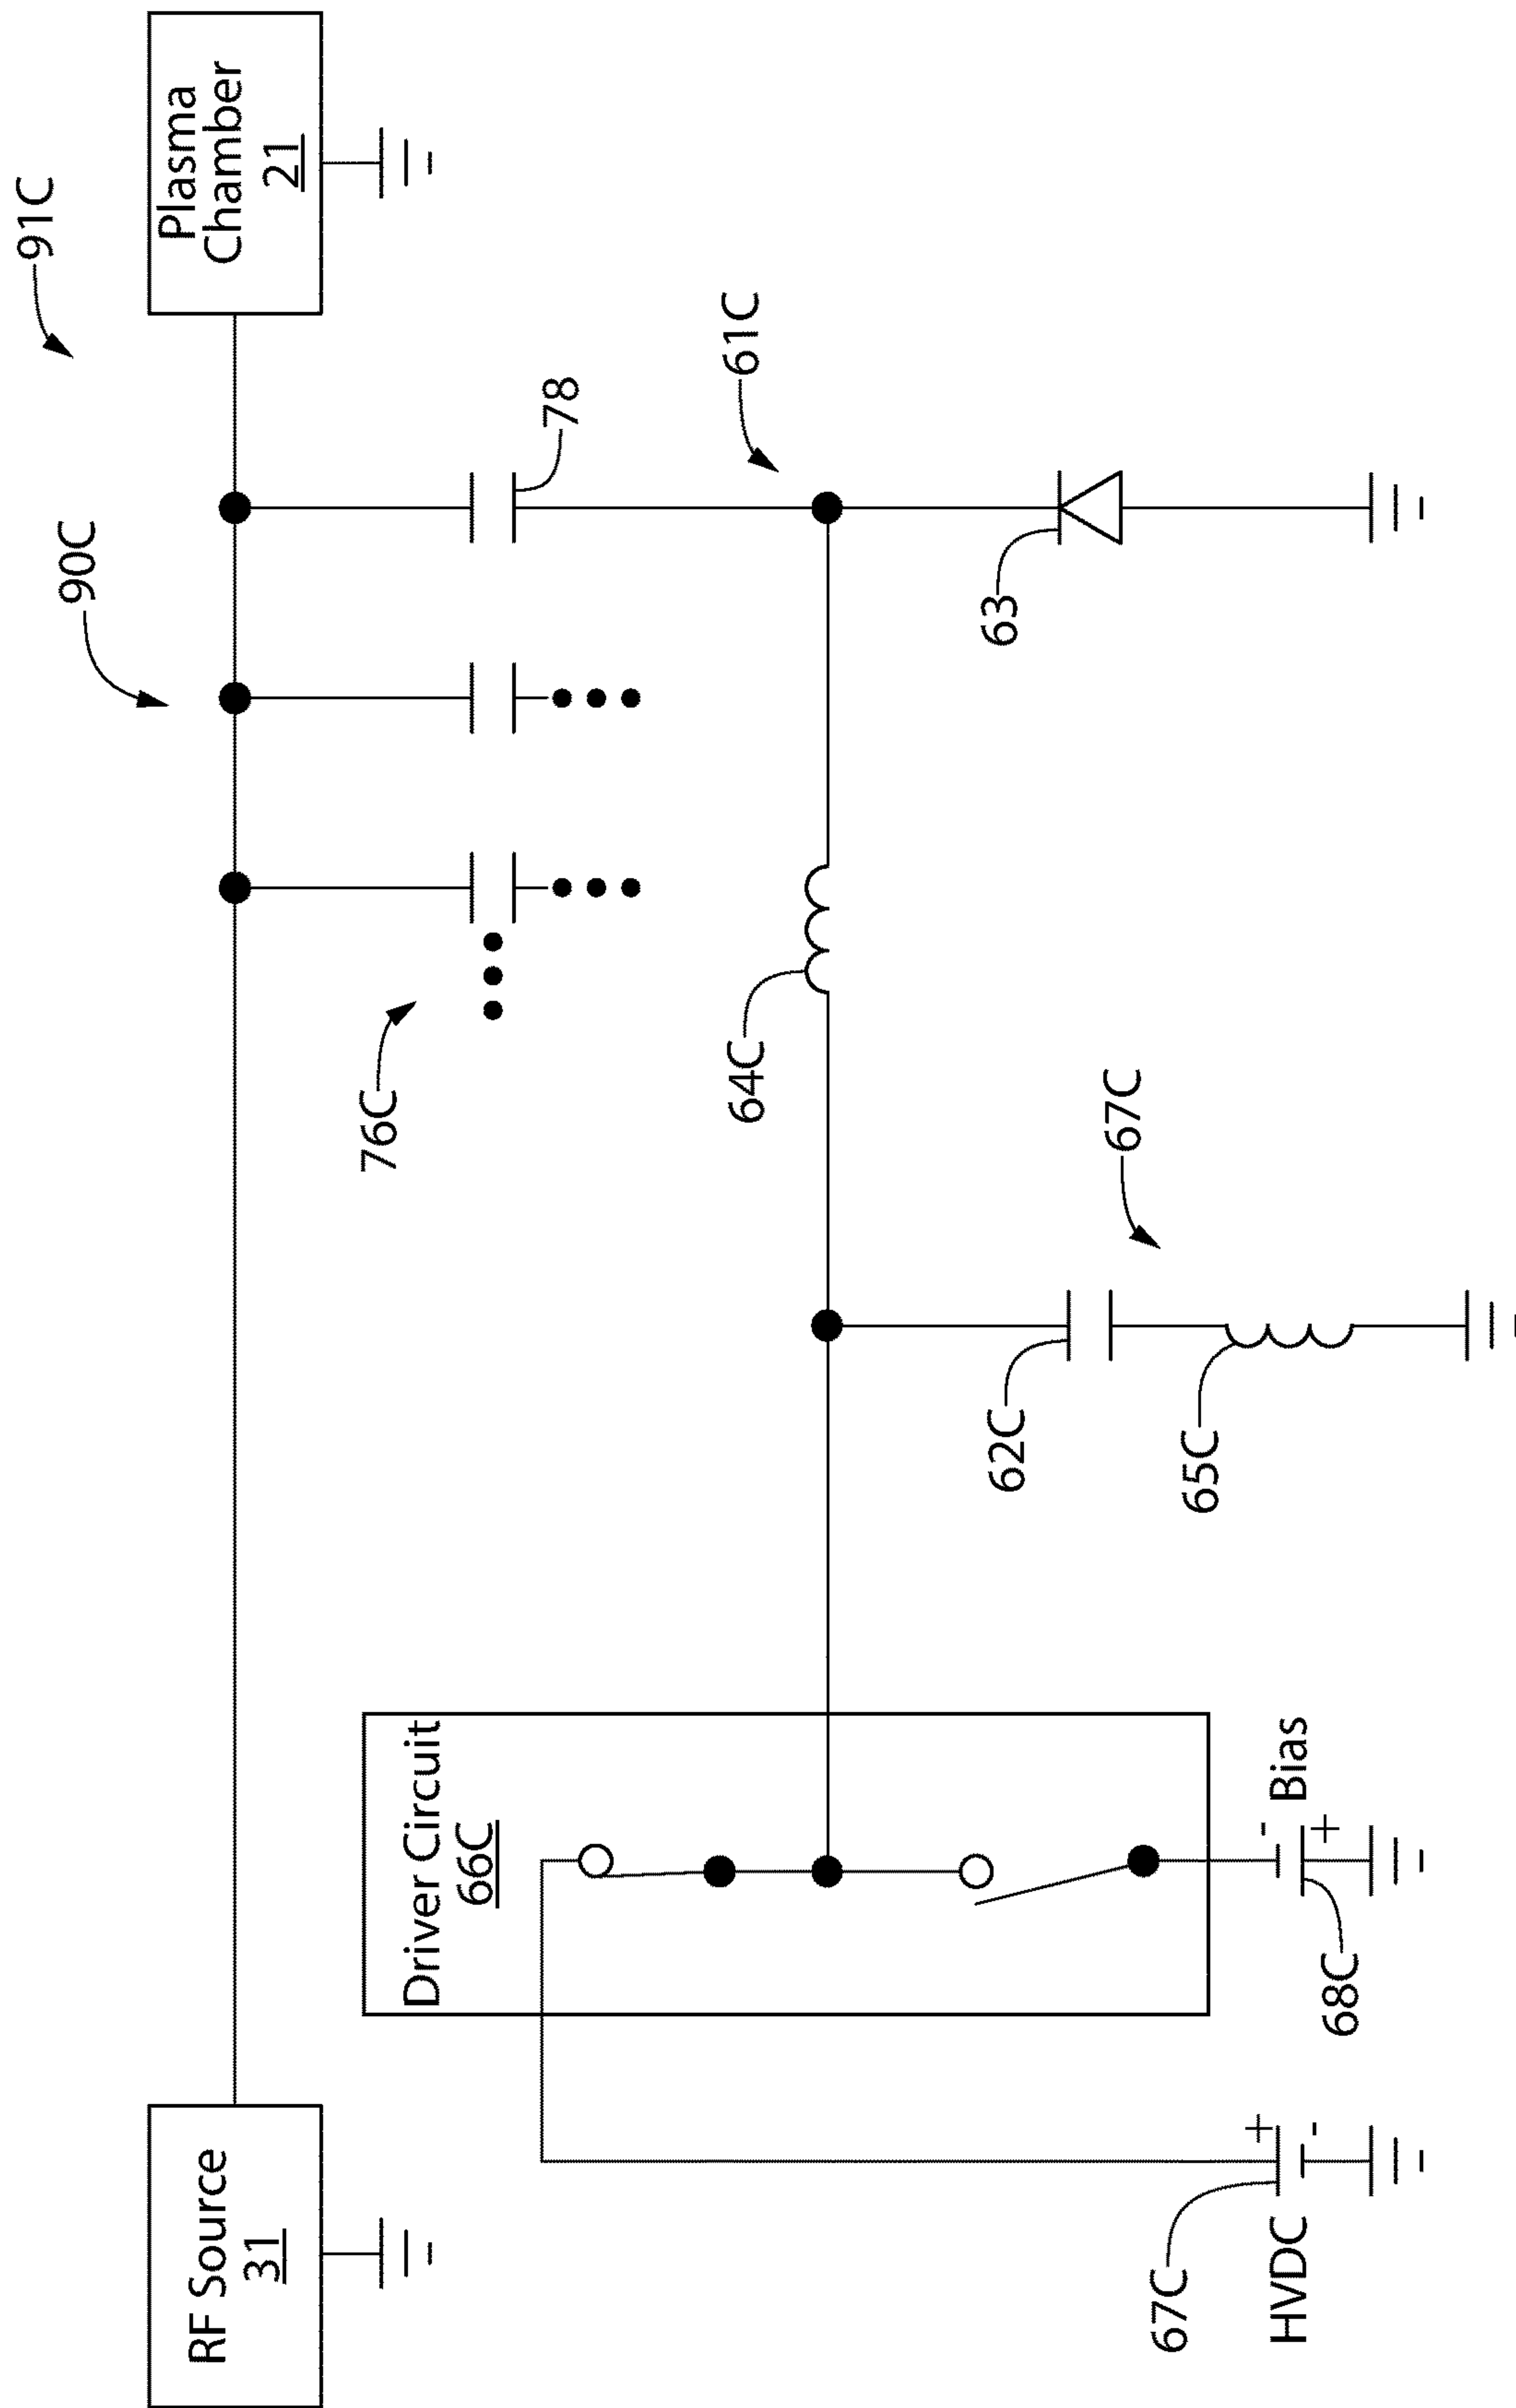 91C
90C
RF Source
31
Plasma
Chamber
21
76C
78
Driver Circuit
66C
64C
61C
62C
67C
63
65C
+
-
-
+
67C
HVDC
Bias
68C